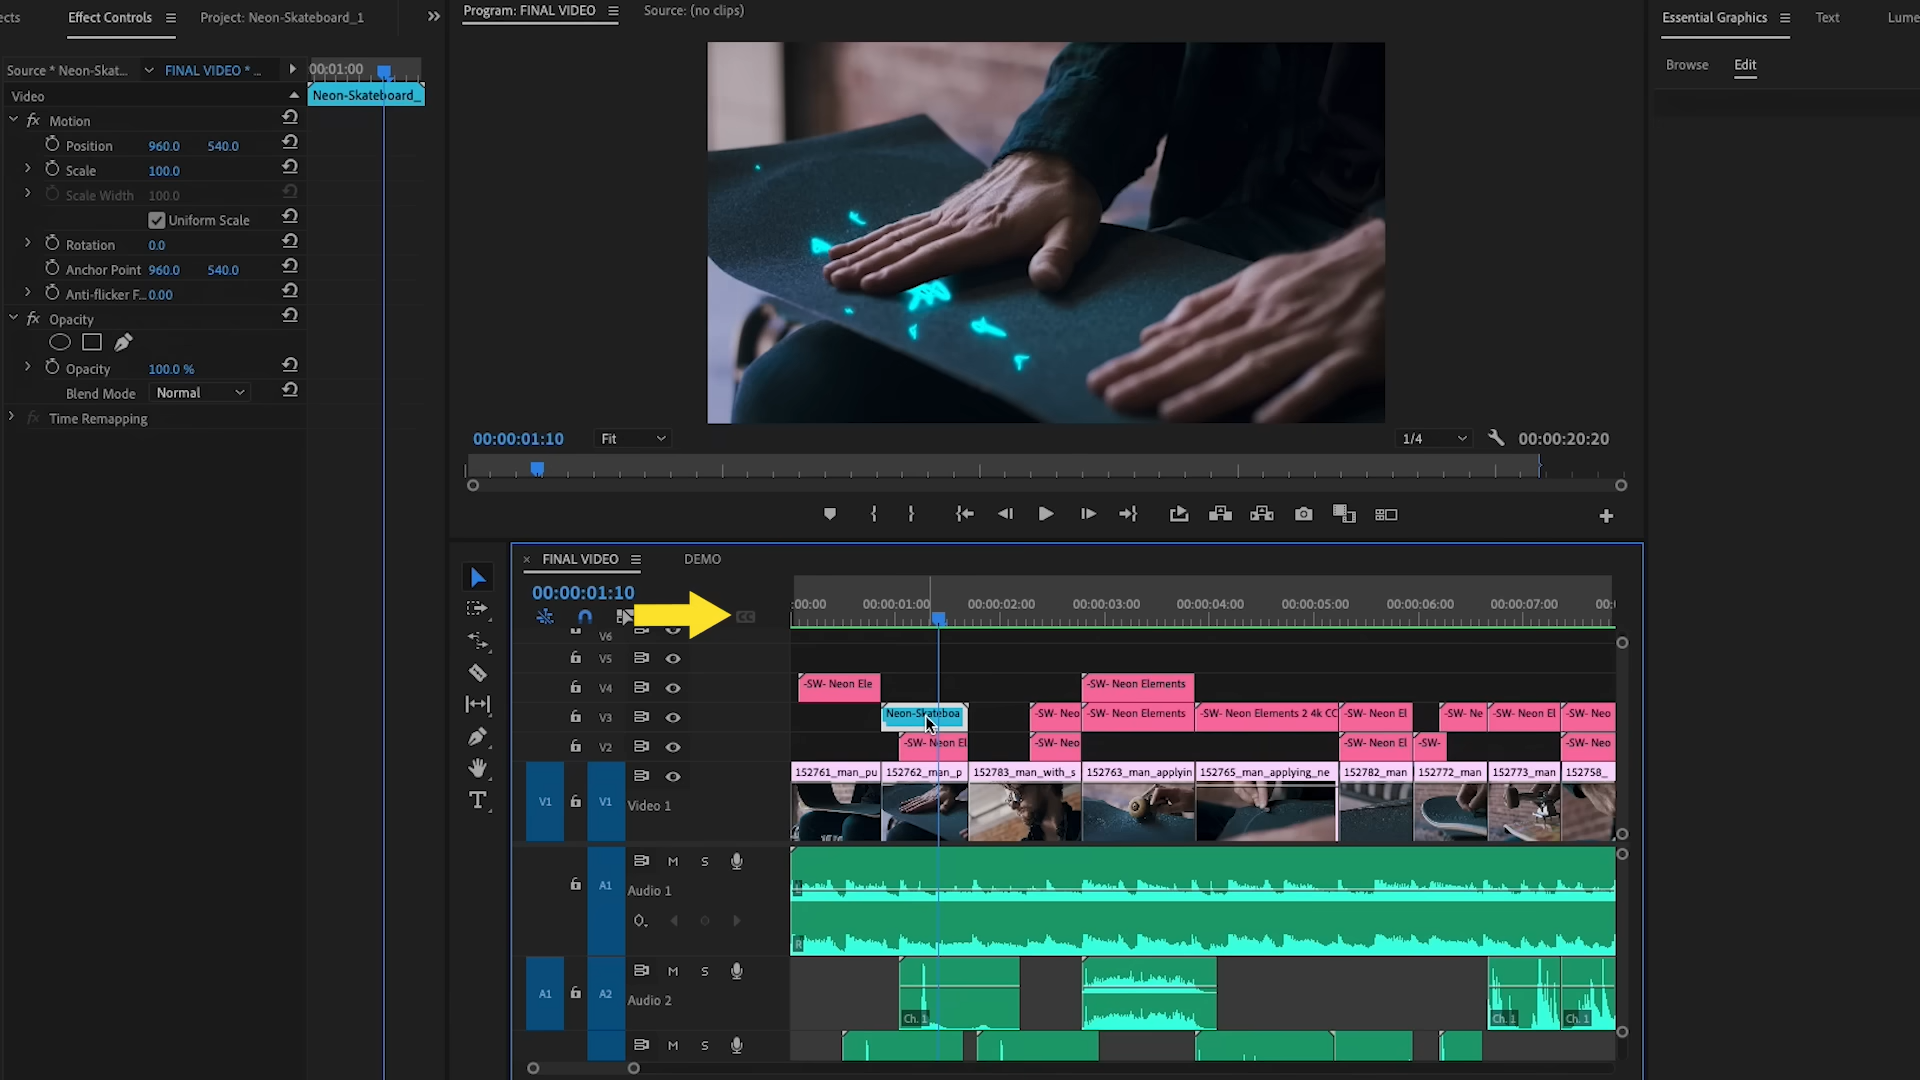 ects
Effect Controls
Project: Neon-Skateboard_1
Program: FINAL VIDEO
Source: (no clips)
Essential Graphics
Text
Lume
Browse
Edit
Source * Neon-Skat...
FINAL VIDEO * ...
00:01:00
Video
Neon-Skateboard_
fx Motion
Position 960.0 540.0
Scale 100.0
Scale Width 100.0
Uniform Scale
Rotation 0.0
Anchor Point 960.0 540.0
Anti-flicker F... 0.00
fx Opacity
Opacity 100.0 %
Blend Mode Normal
fx Time Remapping
00:00:01:10
Fit
1/4
00:00:20:20
FINAL VIDEO
DEMO
00:00:01:10
CC
:00:00 00:00:01:00 00:00:02:00 00:00:03:00 00:00:04:00 00:00:05:00 00:00:06:00 00:00:07:00 00:
V6
V5
V4
-SW- Neon Ele
-SW- Neon Elements
V3
Neon-Skateboa
-SW- Neo
-SW- Neon Elements
-SW- Neon Elements 2 4k CC
-SW- Neon El
-SW- Ne
-SW- Neon El
-SW- Neo
V2
-SW- Neon El
-SW- Neo
-SW- Neon El
-SW-
-SW- Neo
152761_man_pu
152762_man_p
152783_man_with_s
152763_man_applyin
152765_man_applying_ne
152782_man
152772_man
152773_man
152758_
V1 V1 Video 1
M S
A1 Audio 1
L
R
M S
A1 A2 Audio 2
Ch. 1
Ch. 1
Ch. 1
M S